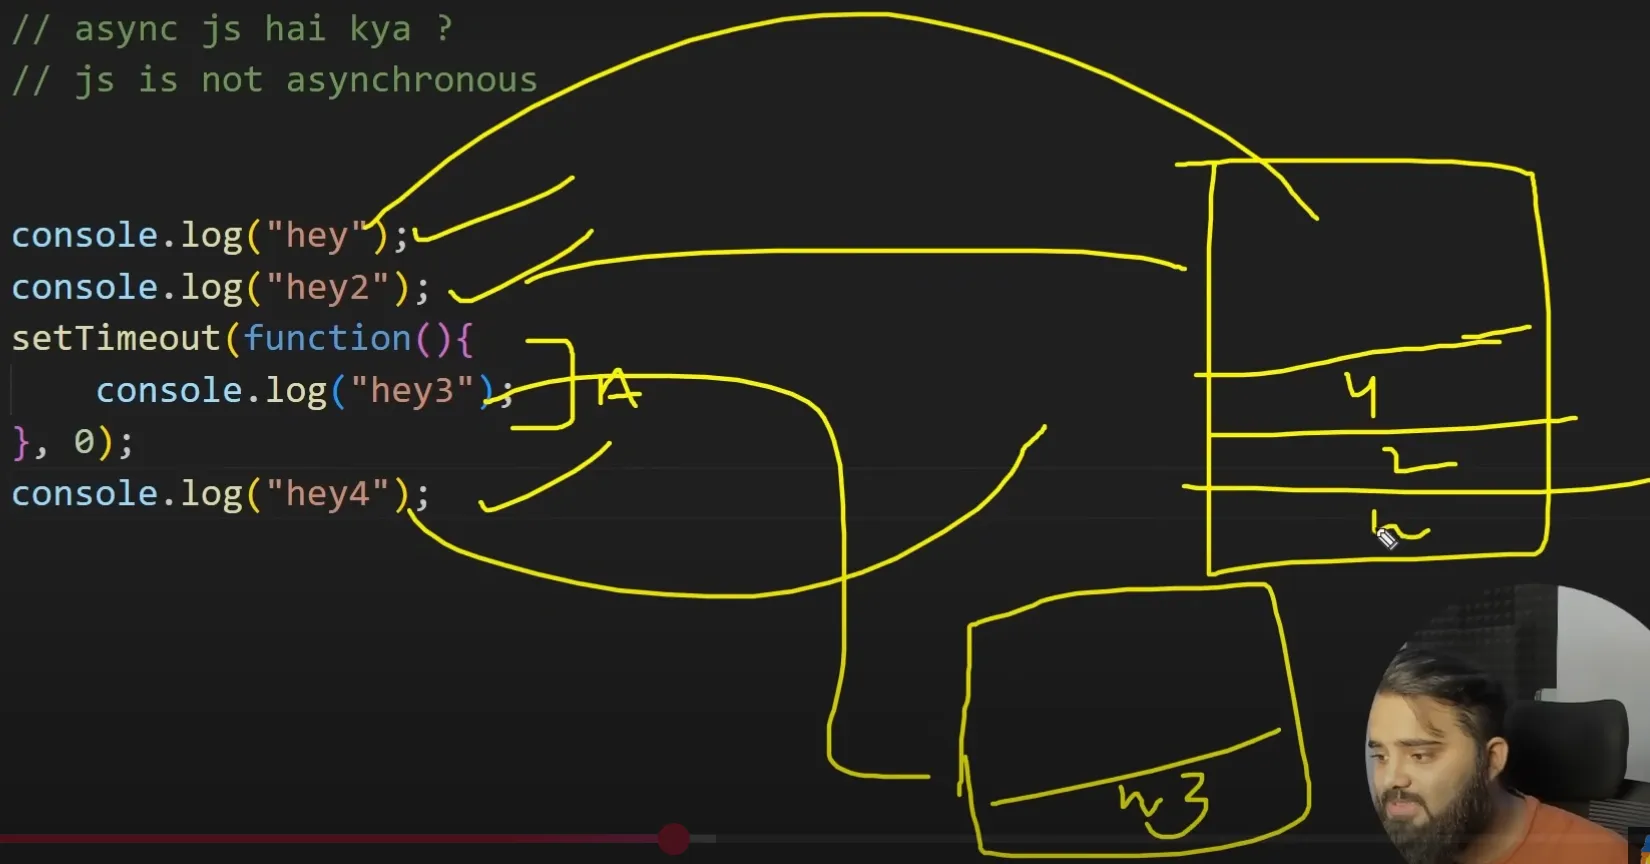 // async js hai kya ?
// js is not asynchronous
console.log("hey");
console.log("hey2");
setTimeout(function(){
console.log("hey3");
}, 0);
console.log("hey4");
A
4
2
h
h3